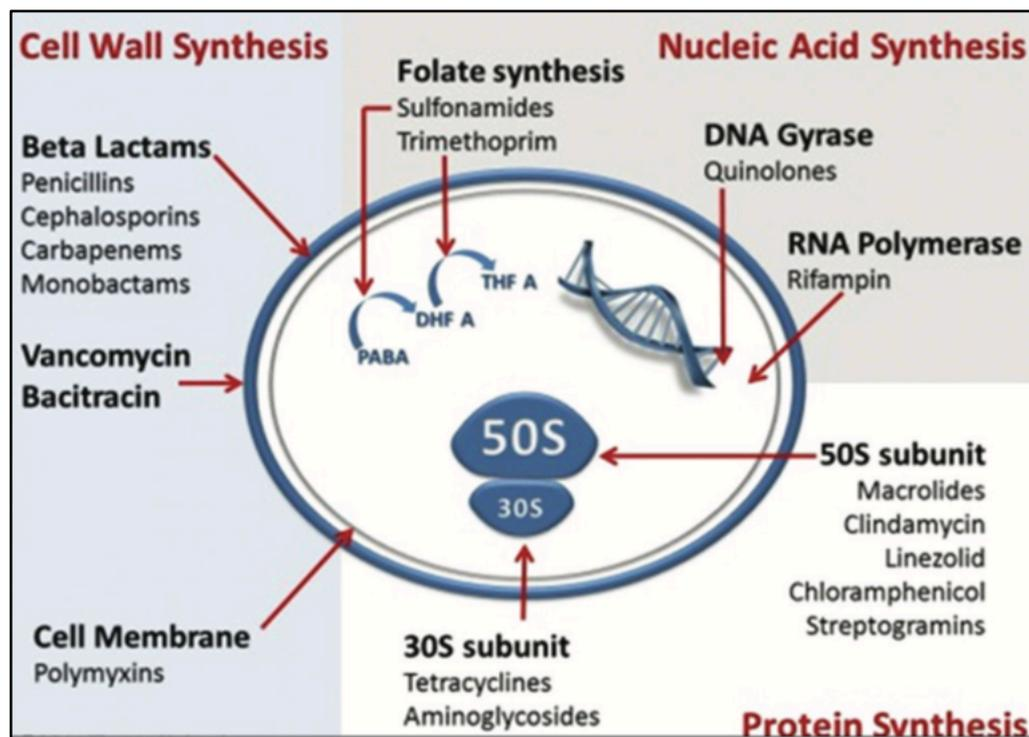 Cell Wall Synthesis
Nucleic Acid Synthesis
Folate synthesis
Sulfonamides
Trimethoprim
Beta Lactams
Penicillins
Cephalosporins
Carbapenems
Monobactams
DNA Gyrase
Quinolones
RNA Polymerase
Rifampin
THF A
DHF A
PABA
Vancomycin
Bacitracin
50S
30S
50S subunit
Macrolides
Clindamycin
Linezolid
Chloramphenicol
Streptogramins
Cell Membrane
Polymyxins
30S subunit
Tetracyclines
Aminoglycosides
Protein Synthesis